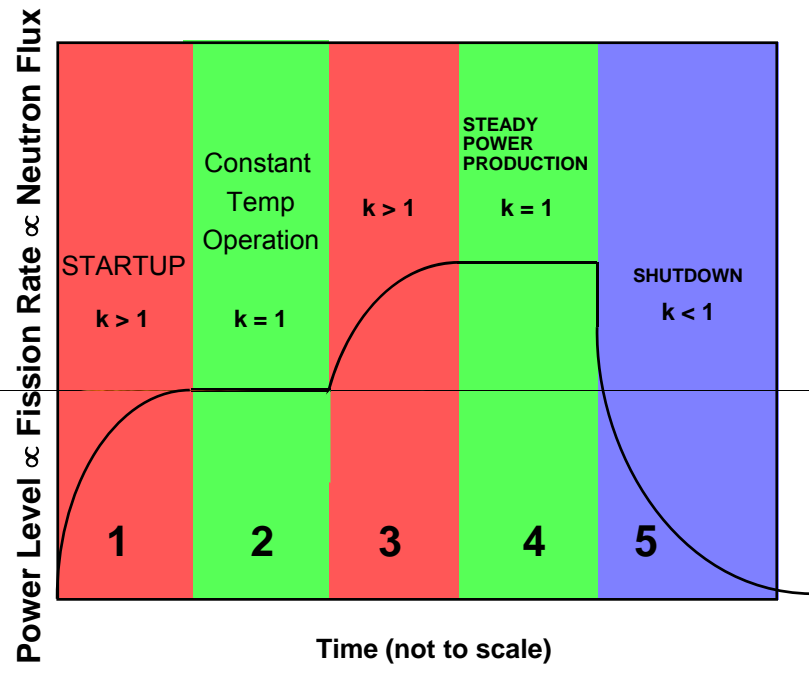 Power Level ∝ Fission Rate ∝ Neutron Flux
STARTUP
k > 1
1
Constant
Temp
Operation
k = 1
2
k > 1
3
STEADY
POWER
PRODUCTION
k = 1
4
SHUTDOWN
k < 1
5
Time (not to scale)